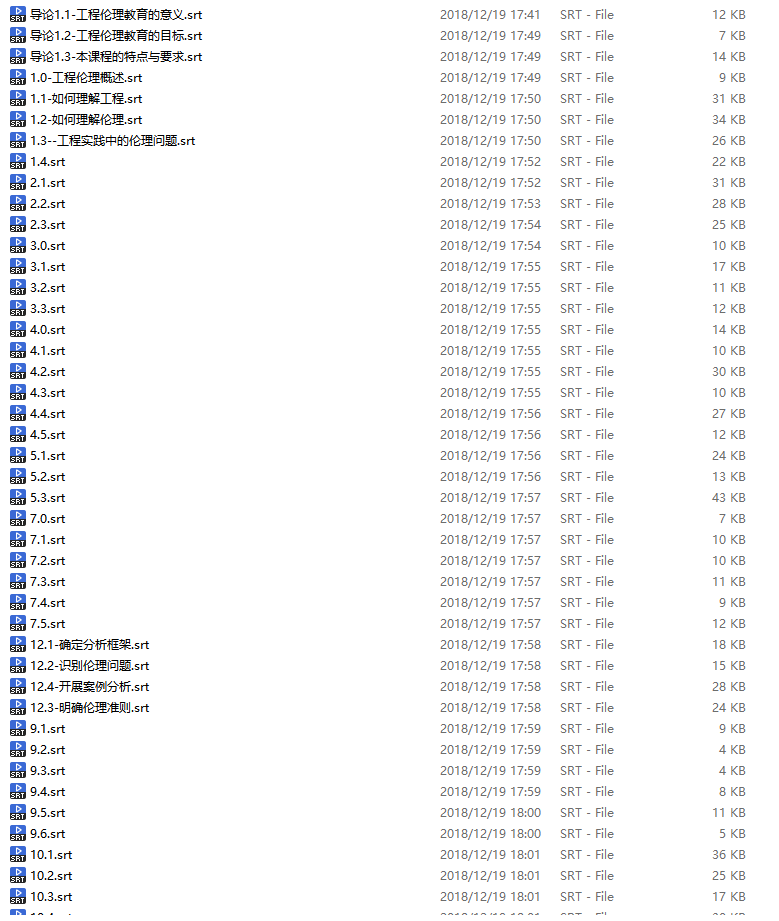 导论1.1-工程伦理教育的意义.srt 2018/12/19 17:41 SRT - File 12 KB
导论1.2-工程伦理教育的目标.srt 2018/12/19 17:49 SRT - File 7 KB
导论1.3-本课程的特点与要求.srt 2018/12/19 17:49 SRT - File 14 KB
1.0-工程伦理概述.srt 2018/12/19 17:49 SRT - File 9 KB
1.1-如何理解工程.srt 2018/12/19 17:50 SRT - File 31 KB
1.2-如何理解伦理.srt 2018/12/19 17:50 SRT - File 34 KB
1.3--工程实践中的伦理问题.srt 2018/12/19 17:50 SRT - File 26 KB
1.4.srt 2018/12/19 17:52 SRT - File 22 KB
2.1.srt 2018/12/19 17:52 SRT - File 31 KB
2.2.srt 2018/12/19 17:53 SRT - File 28 KB
2.3.srt 2018/12/19 17:54 SRT - File 25 KB
3.0.srt 2018/12/19 17:54 SRT - File 10 KB
3.1.srt 2018/12/19 17:55 SRT - File 17 KB
3.2.srt 2018/12/19 17:55 SRT - File 11 KB
3.3.srt 2018/12/19 17:55 SRT - File 12 KB
4.0.srt 2018/12/19 17:55 SRT - File 14 KB
4.1.srt 2018/12/19 17:55 SRT - File 10 KB
4.2.srt 2018/12/19 17:55 SRT - File 30 KB
4.3.srt 2018/12/19 17:55 SRT - File 10 KB
4.4.srt 2018/12/19 17:56 SRT - File 27 KB
4.5.srt 2018/12/19 17:56 SRT - File 12 KB
5.1.srt 2018/12/19 17:56 SRT - File 24 KB
5.2.srt 2018/12/19 17:56 SRT - File 13 KB
5.3.srt 2018/12/19 17:57 SRT - File 43 KB
7.0.srt 2018/12/19 17:57 SRT - File 7 KB
7.1.srt 2018/12/19 17:57 SRT - File 10 KB
7.2.srt 2018/12/19 17:57 SRT - File 10 KB
7.3.srt 2018/12/19 17:57 SRT - File 11 KB
7.4.srt 2018/12/19 17:57 SRT - File 9 KB
7.5.srt 2018/12/19 17:57 SRT - File 12 KB
12.1-确定分析框架.srt 2018/12/19 17:58 SRT - File 18 KB
12.2-识别伦理问题.srt 2018/12/19 17:58 SRT - File 15 KB
12.4-开展案例分析.srt 2018/12/19 17:58 SRT - File 28 KB
12.3-明确伦理准则.srt 2018/12/19 17:58 SRT - File 24 KB
9.1.srt 2018/12/19 17:59 SRT - File 9 KB
9.2.srt 2018/12/19 17:59 SRT - File 4 KB
9.3.srt 2018/12/19 17:59 SRT - File 4 KB
9.4.srt 2018/12/19 17:59 SRT - File 8 KB
9.5.srt 2018/12/19 18:00 SRT - File 11 KB
9.6.srt 2018/12/19 18:00 SRT - File 5 KB
10.1.srt 2018/12/19 18:01 SRT - File 36 KB
10.2.srt 2018/12/19 18:01 SRT - File 25 KB
10.3.srt 2018/12/19 18:01 SRT - File 17 KB